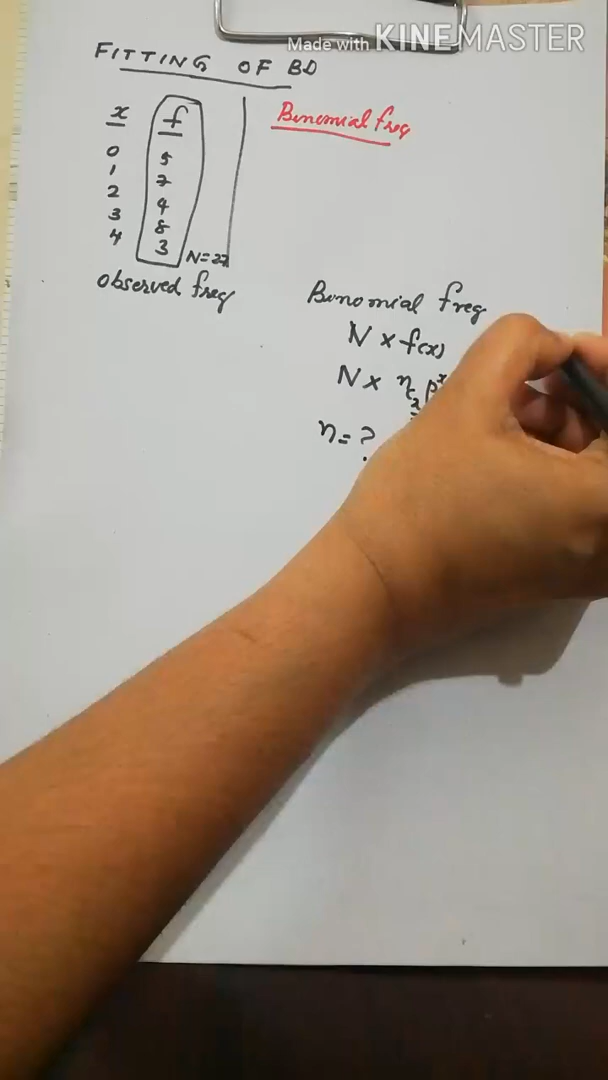 Made with KINEMASTER
FITTING OF BD
x f
0 5
1 7
2 4
3 8
4 3
N=27
observed freq
Binomial freq
Binomial freq
N x f(x)
N x nCx p^x
n=?